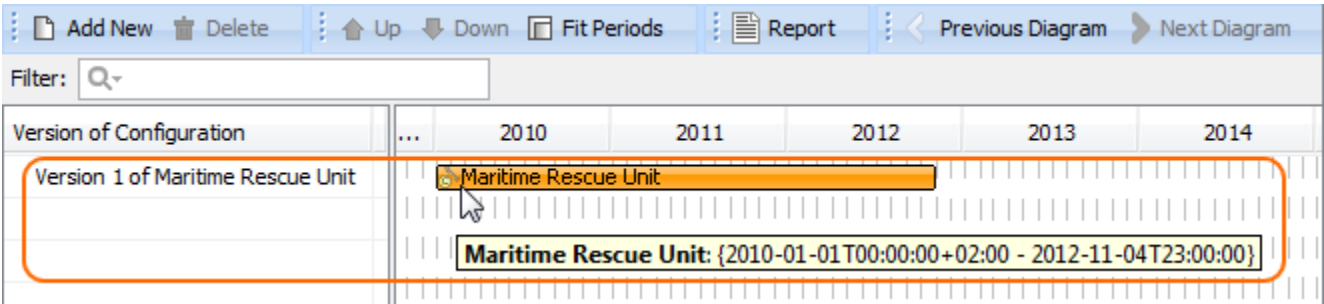 Add New Delete Up Down Fit Periods Report Previous Diagram Next Diagram
Filter:
Version of Configuration ... 2010 2011 2012 2013 2014
Version 1 of Maritime Rescue Unit Maritime Rescue Unit
Maritime Rescue Unit: {2010-01-01T00:00:00+02:00 - 2012-11-04T23:00:00}